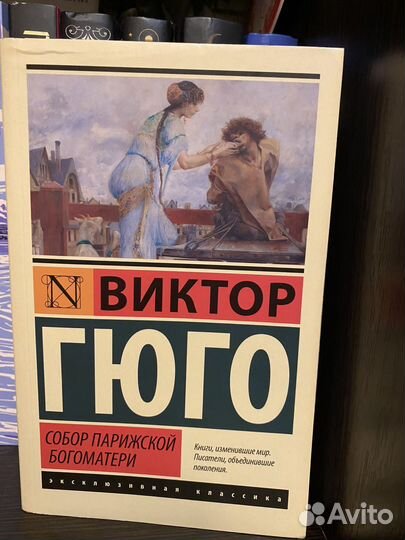 N
ВИКТОР
ГЮГО
СОБОР ПАРИЖСКОЙ
БОГОМАТЕРИ
Книги, изменившие мир.
Писатели, объединившие
поколения.
эксклюзивная классика
Avito